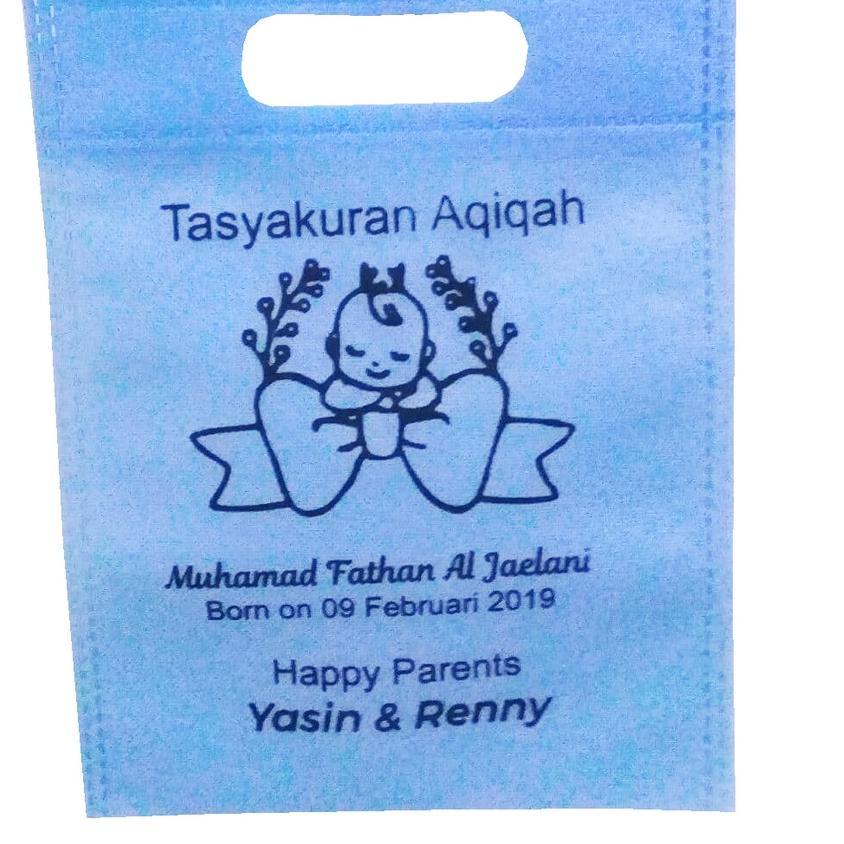 Tasyakuran Aqiqah
Muhamad Fathan Al Jaelani
Born on 09 Februari 2019
Happy Parents
Yasin & Renny